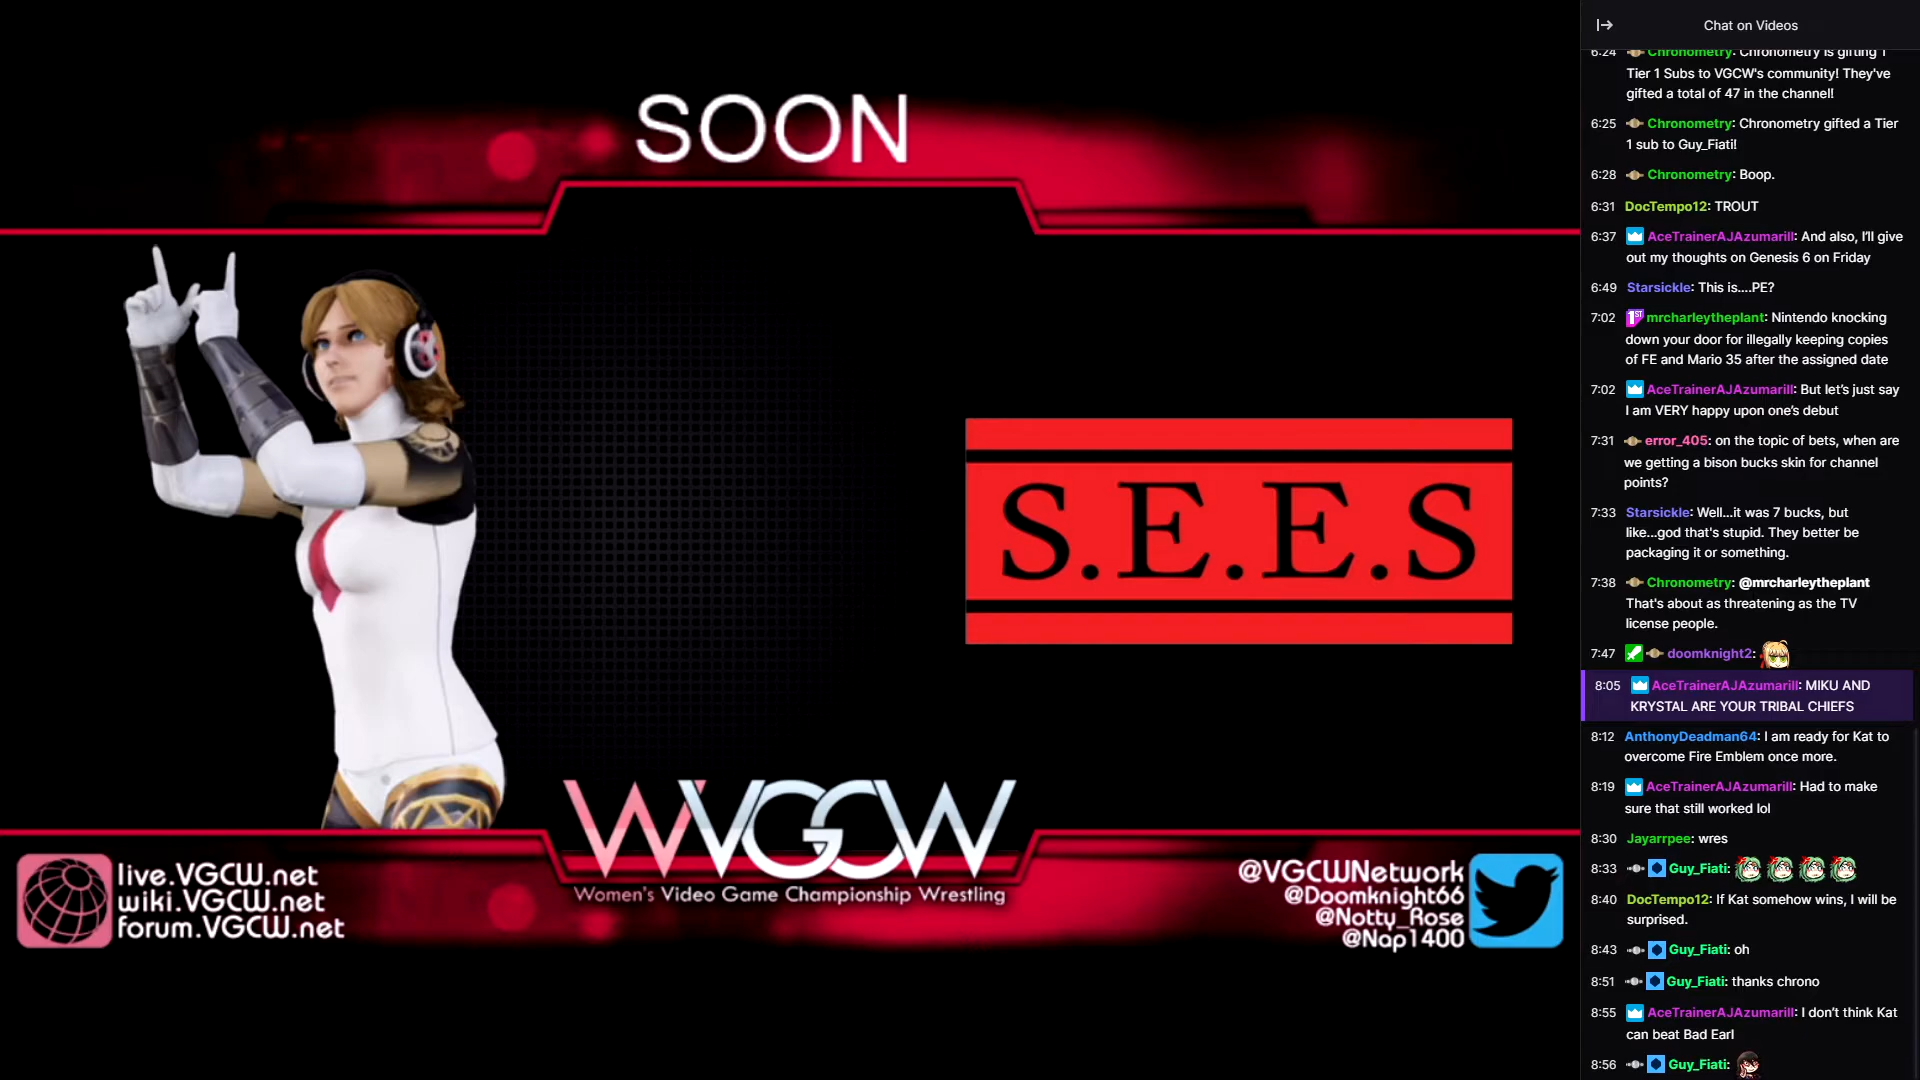 SOON
S.E.E.S
WVGCW
Women's Video Game Championship Wrestling
live.VGCW.net
wiki.VGCW.net
forum.VGCW.net
@VGCWNetwork
@Doomknight66
@Notty_Rose
@Nap1400
Chat on Videos
6:24 Chronometry: Chronometry is gifting 1
Tier 1 Subs to VGCW's community! They've
gifted a total of 47 in the channel!
6:25 Chronometry: Chronometry gifted a Tier
1 sub to Guy_Fiati!
6:28 Chronometry: Boop.
6:31 DocTempo12: TROUT
6:37 AceTrainerAJAzumarill: And also, I'll give
out my thoughts on Genesis 6 on Friday
6:49 Starsickle: This is....PE?
7:02 1ST mrcharleytheplant: Nintendo knocking
down your door for illegally keeping copies
of FE and Mario 35 after the assigned date
7:02 AceTrainerAJAzumarill: But let's just say
I am VERY happy upon one's debut
7:31 error_405: on the topic of bets, when are
we getting a bison bucks skin for channel
points?
7:33 Starsickle: Well...it was 7 bucks, but
like...god that's stupid. They better be
packaging it or something.
7:38 Chronometry: @mrcharleytheplant
That's about as threatening as the TV
license people.
7:47 doomknight2:
8:05 AceTrainerAJAzumarill: MIKU AND
KRYSTAL ARE YOUR TRIBAL CHIEFS
8:12 AnthonyDeadman64: I am ready for Kat to
overcome Fire Emblem once more.
8:19 AceTrainerAJAzumarill: Had to make
sure that still worked lol
8:30 Jayarrpee: wres
8:33 Guy_Fiati:
8:40 DocTempo12: If Kat somehow wins, I will be
surprised.
8:43 Guy_Fiati: oh
8:51 Guy_Fiati: thanks chrono
8:55 AceTrainerAJAzumarill: I don't think Kat
can beat Bad Earl
8:56 Guy_Fiati: